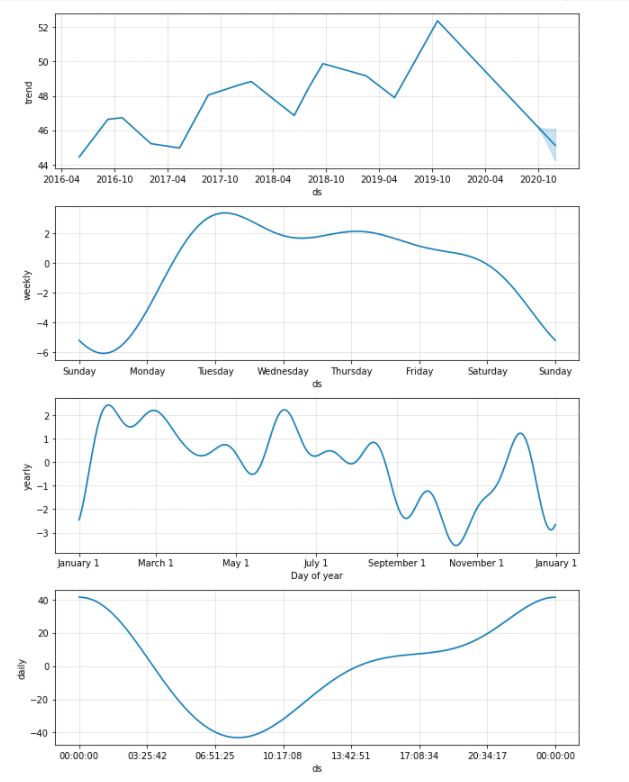 52
50
48
46
44
trend
2016-04 2016-10 2017-04 2017-10 2018-04 2018-10 2019-04 2019-10 2020-04 2020-10
ds
2
0
−2
−4
−6
weekly
Sunday Monday Tuesday Wednesday Thursday Friday Saturday Sunday
ds
2
1
0
−1
−2
−3
yearly
January 1 March 1 May 1 July 1 September 1 November 1 January 1
Day of year
40
20
0
−20
−40
daily
00:00:00 03:25:42 06:51:25 10:17:08 13:42:51 17:08:34 20:34:17 00:00:00
ds